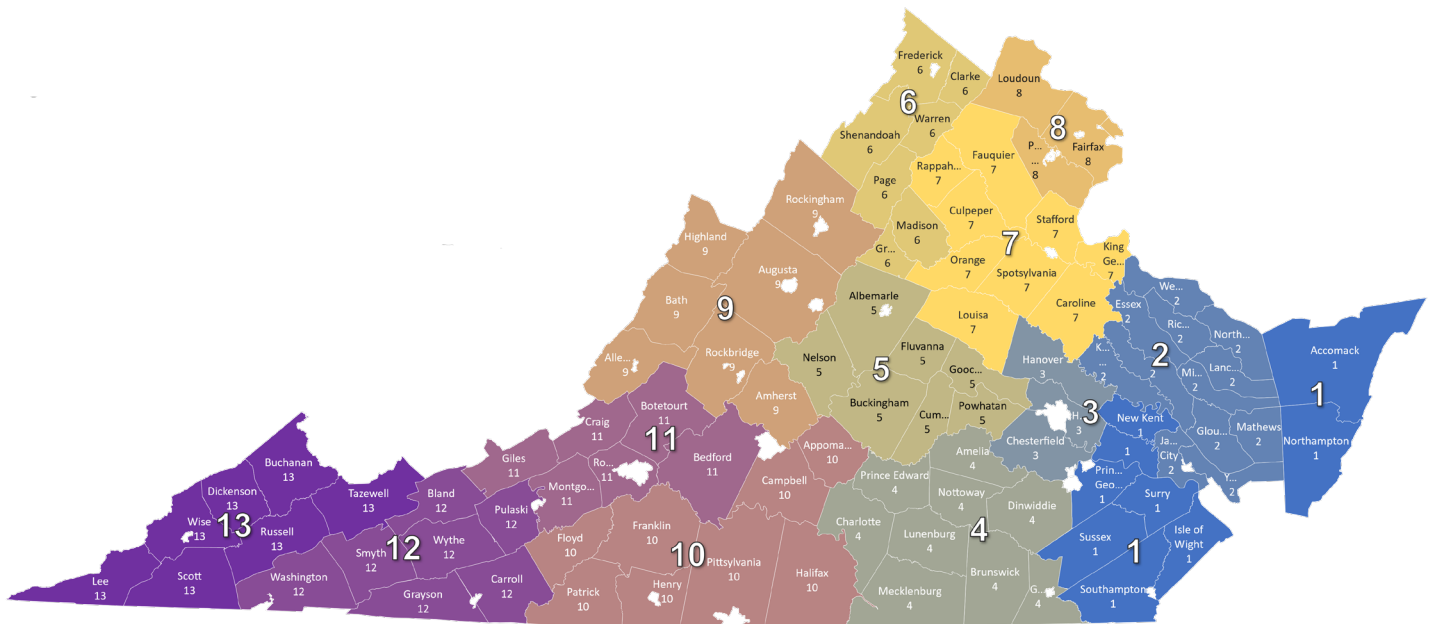 Frederick
6
Clarke
6
Loudoun
8
6
Warren
6
Shenandoah
6
8
P...
...
8
Fairfax
8
Fauquier
7
Rappah...
7
Page
6
Rockingham
9
Culpeper
7
Stafford
7
Madison
6
Highland
9
Gr...
6
7
King
Ge...
7
Orange
7
Spotsylvania
7
Augusta
9
We...
2
Bath
9
9
Albemarle
5
Caroline
7
Essex
2
Louisa
7
Ric...
2
North...
2
Accomack
1
Fluvanna
5
K...
...
2
2
2
Rockbridge
9
Alle...
9
Nelson
5
5
Hanover
3
Mi...
2
Lanc...
2
Gooc...
5
1
Amherst
9
Buckingham
5
Cum...
5
Powhatan
5
3
H...
3
New Kent
1
Botetourt
11
Craig
11
11
Glou...
2
Mathews
2
Northampton
1
Chesterfield
3
1
Ja...
City
2
Appoma...
10
Amelia
4
Giles
11
Ro...
11
Bedford
11
Buchanan
13
Prince Edward
4
Prin...
Geo...
1
Y...
2
Campbell
10
Montgo...
11
Dickenson
13
Tazewell
13
Bland
12
Nottoway
4
Surry
1
Pulaski
12
Dinwiddie
4
Wise
13
13
Russell
13
Charlotte
4
4
Franklin
10
Floyd
10
Lunenburg
4
Isle of
Wight
1
Sussex
1
1
Smyth
12
12
Wythe
12
10
Pittsylvania
10
Halifax
10
Brunswick
4
Lee
13
Scott
13
Washington
12
Carroll
12
Grayson
12
Patrick
10
Henry
10
Mecklenburg
4
G...
4
Southampton
1